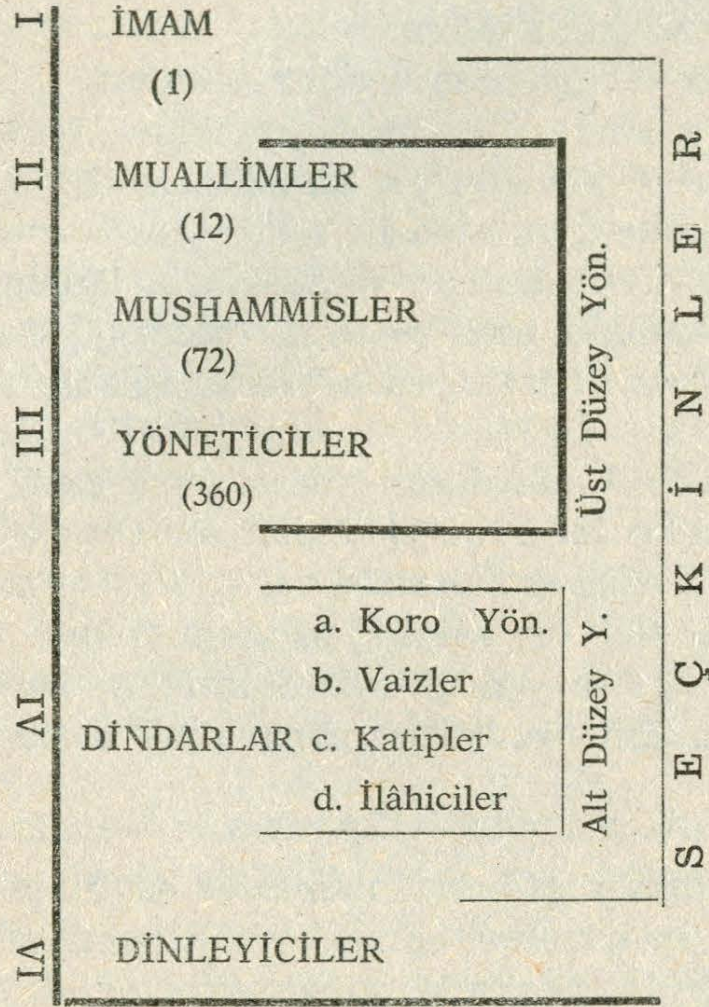 I
İMAM
(1)
II
MUALLİMLER
(12)
MUSHAMMİSLER
(72)
III
YÖNETİCİLER
(360)
Üst Düzey Yön.
a. Koro Yön.
b. Vaizler
IV
DİNDARLAR c. Katipler
d. İlâhiciler
Alt Düzey Y.
SEÇKİNLER
VI
DİNLEYİCİLER